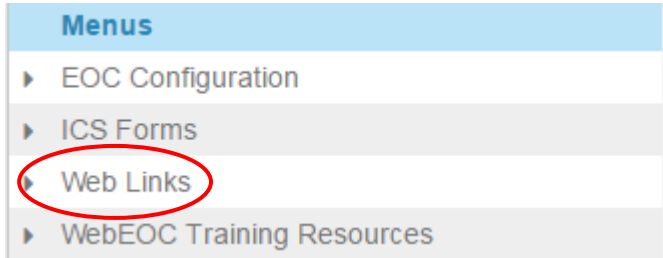 Menus
EOC Configuration
ICS Forms
Web Links
WebEOC Training Resources